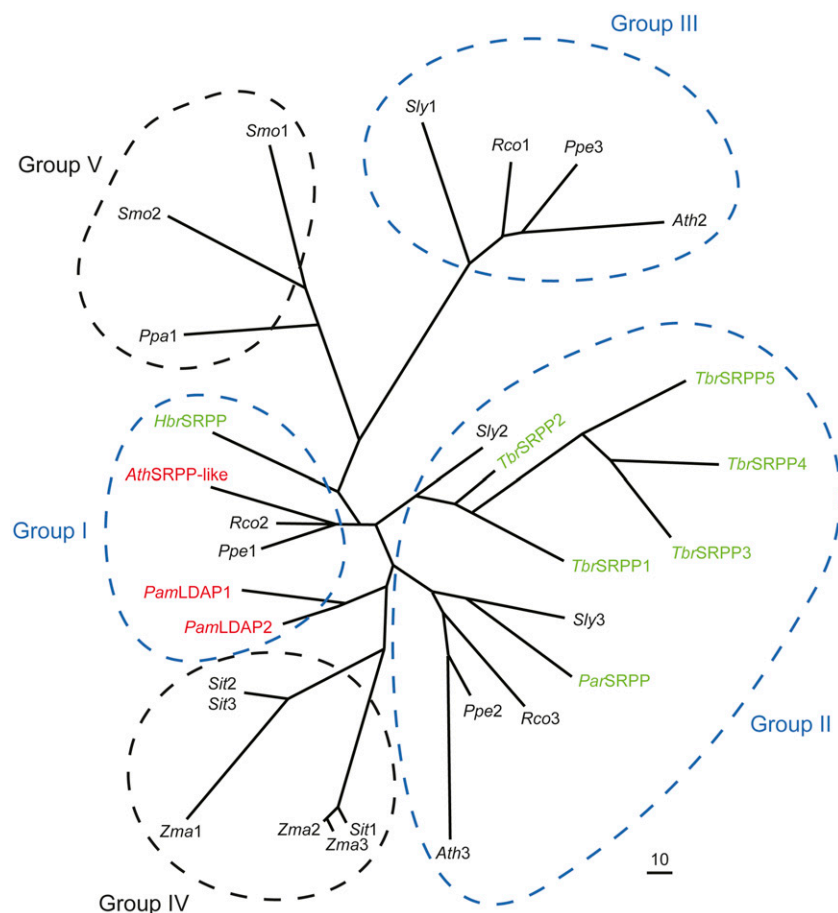 Group III
Sly1
Smo1
Rco1
Ppe3
Group V
Smo2
Ath2
Ppa1
TbrSRPP5
HbrSRPP
Sly2
TbrSRPP2
AthSRPP-like
TbrSRPP4
Rco2
Group I
Ppe1
TbrSRPP3
TbrSRPP1
PamLDAP1
PamLDAP2
Sly3
Sit2
ParSRPP
Sit3
Ppe2
Rco3
Group II
Zma1
Zma2
Sit1
Zma3
Ath3
10
Group IV